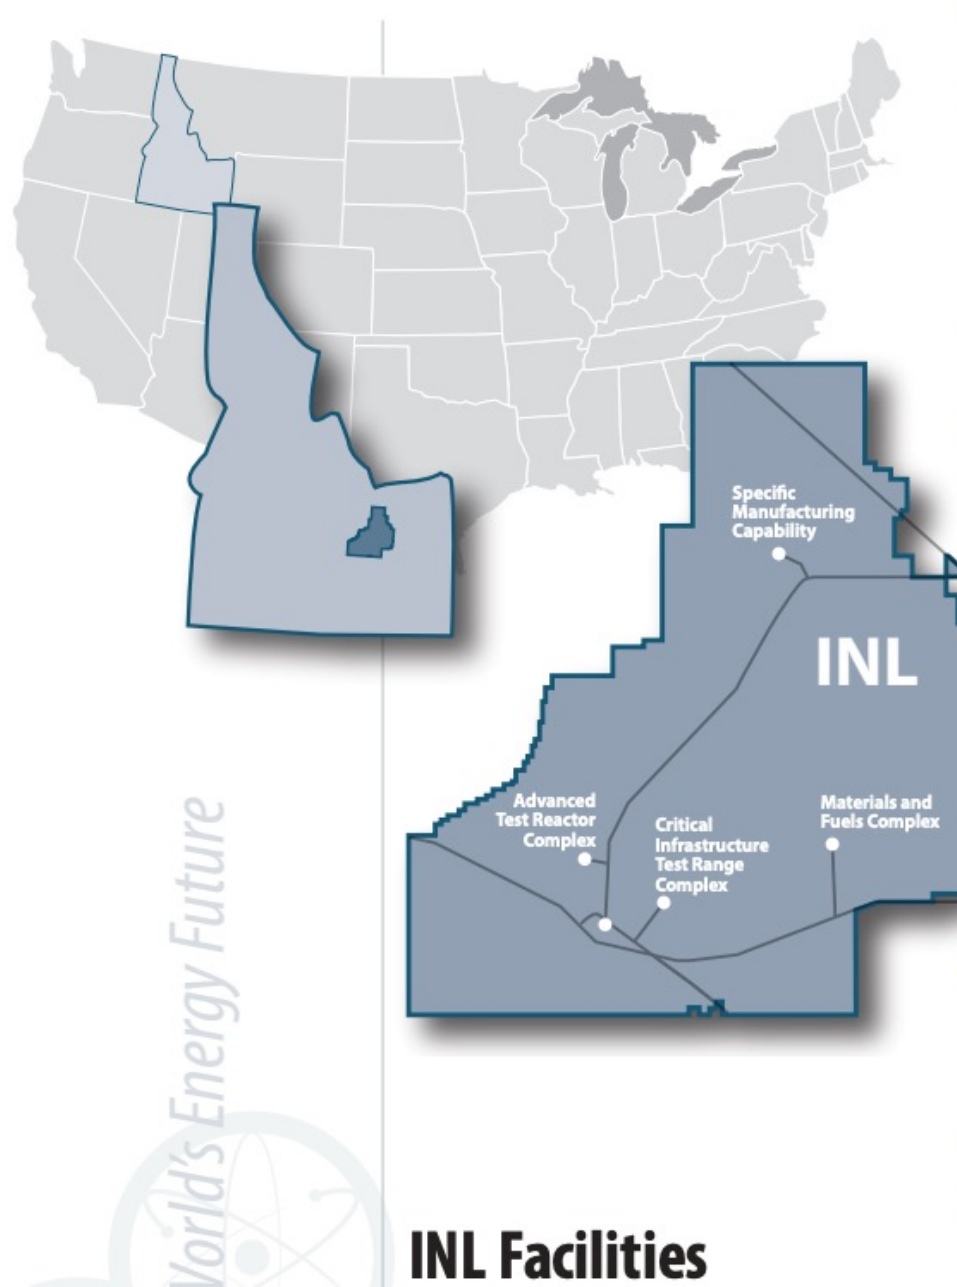 Specific
Manufacturing
Capability
INL
Advanced
Test Reactor
Complex
Critical
Infrastructure
Test Range
Complex
Materials and
Fuels Complex
World's Energy Future
INL Facilities